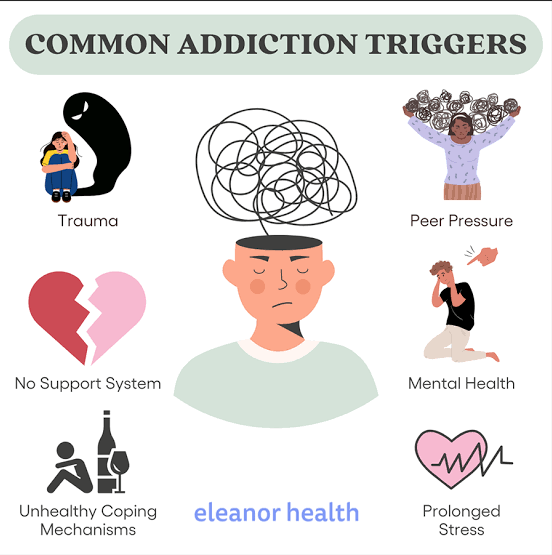 COMMON ADDICTION TRIGGERS
Trauma
Peer Pressure
No Support System
Mental Health
Unhealthy Coping
Mechanisms
eleanor health
Prolonged
Stress